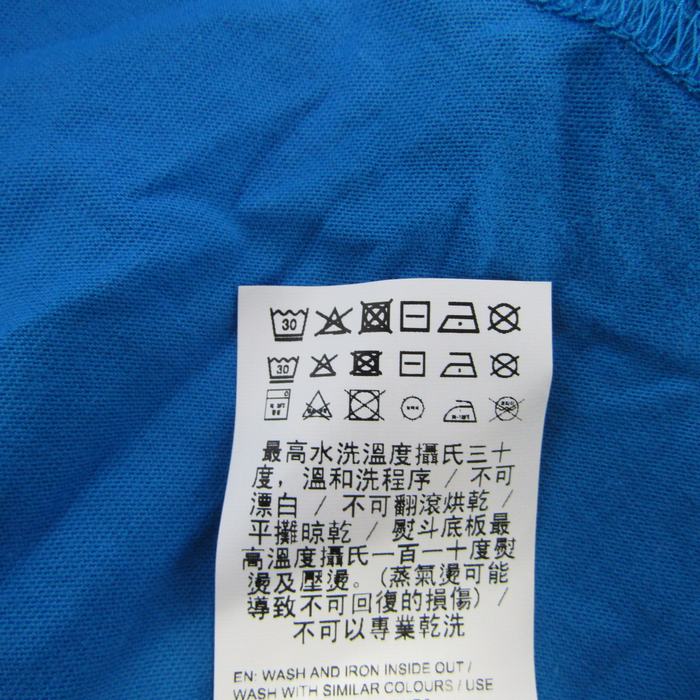 30
30
最高水洗溫度攝氏三十
度，溫和洗程序 / 不可
漂白 / 不可翻滾烘乾 /
平攤晾乾 / 熨斗底板最
高溫度攝氏一百一十度熨
燙及壓燙。(蒸氣燙可能
導致不可回復的損傷) /
不可以專業乾洗
EN: WASH AND IRON INSIDE OUT /
WASH WITH SIMILAR COLOURS / USE